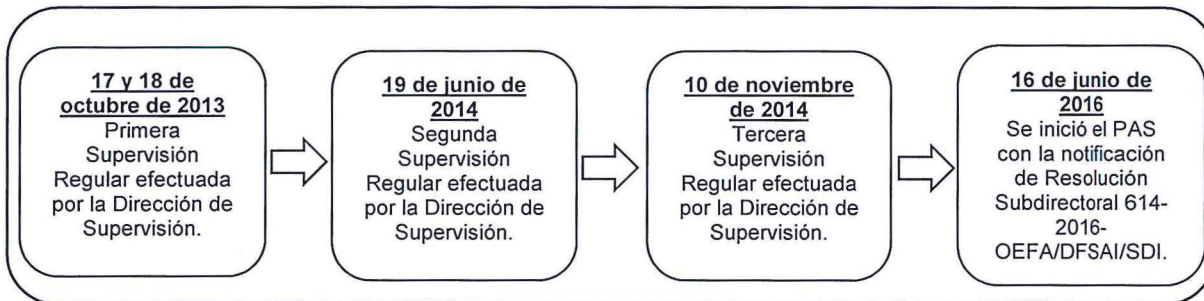 17 y 18 de
octubre de 2013
Primera
Supervisión
Regular efectuada
por la Dirección de
Supervisión.
19 de junio de
2014
Segunda
Supervisión
Regular efectuada
por la Dirección de
Supervisión.
10 de noviembre
de 2014
Tercera
Supervisión
Regular efectuada
por la Dirección de
Supervisión.
16 de junio de
2016
Se inició el PAS
con la notificación
de Resolución
Subdirectoral 614-
2016-
OEFA/DFSAI/SDI.